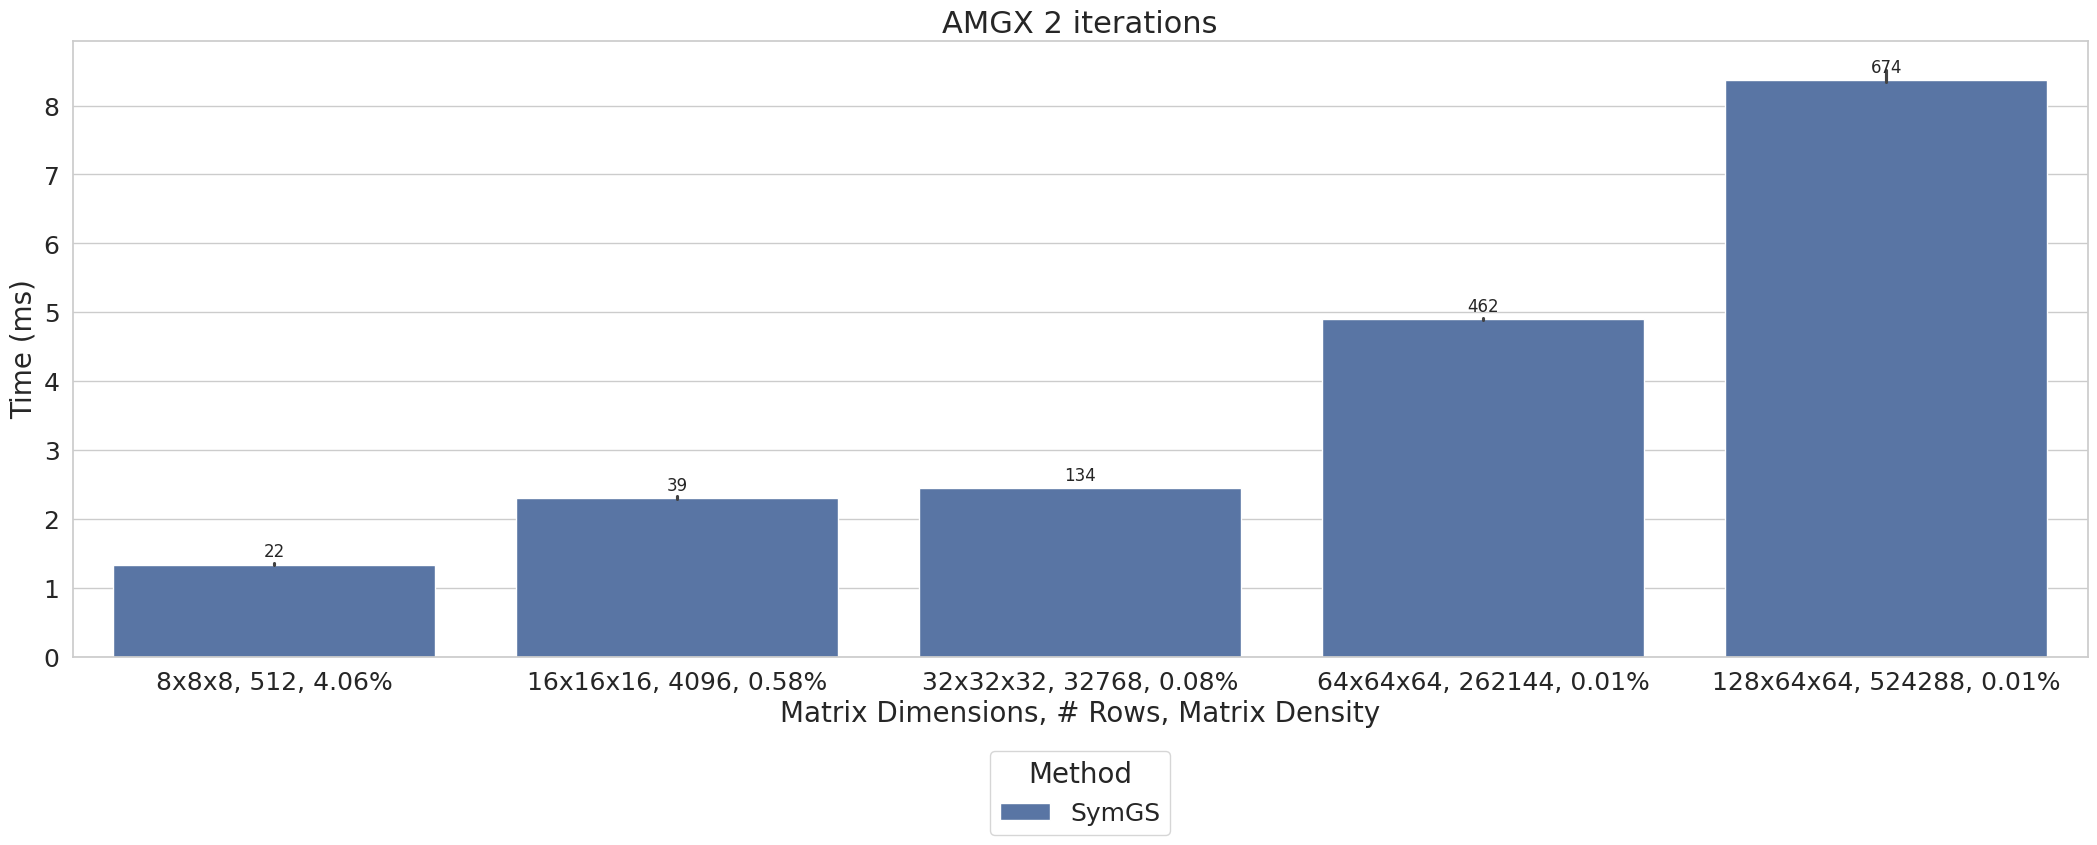 AMGX 2 iterations
Time (ms)
8
7
6
5
4
3
2
1
0
22
39
134
462
674
8x8x8, 512, 4.06%
16x16x16, 4096, 0.58%
32x32x32, 32768, 0.08%
64x64x64, 262144, 0.01%
128x64x64, 524288, 0.01%
Matrix Dimensions, # Rows, Matrix Density
Method
SymGS